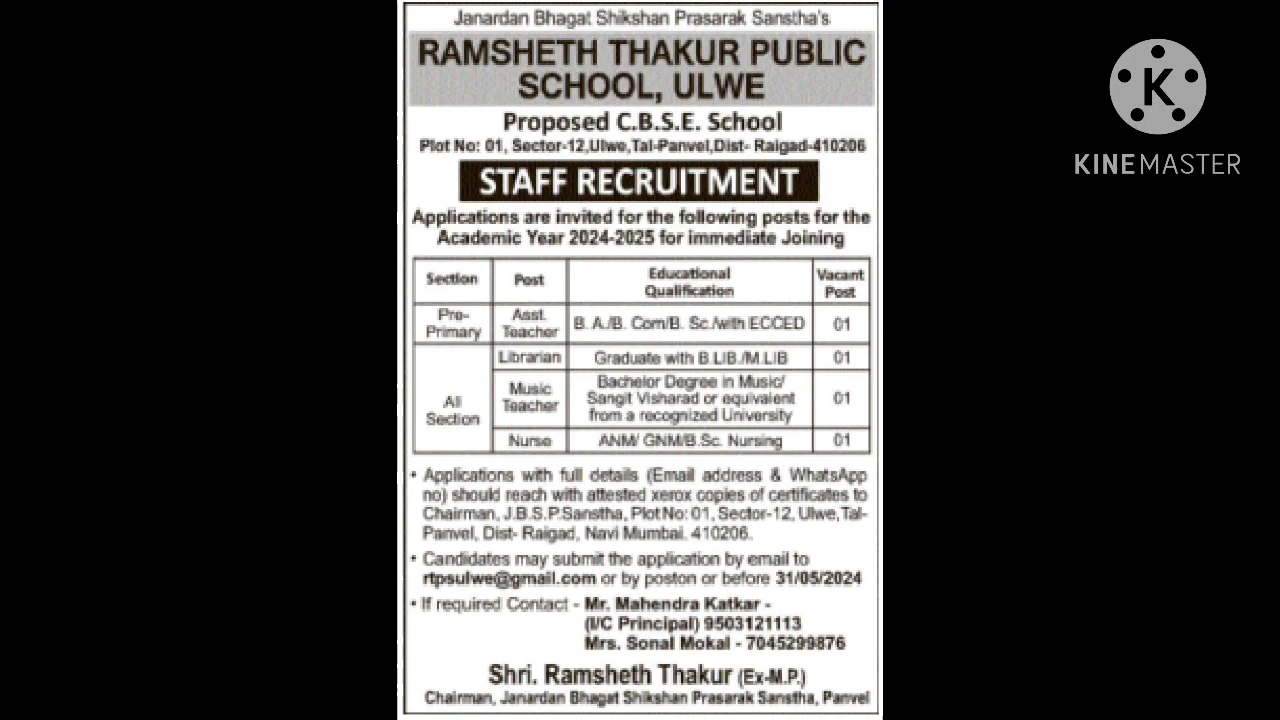 Janardan Bhagat Shikshan Prasarak Sanstha's
RAMSHETH THAKUR PUBLIC
SCHOOL, ULWE
Proposed C.B.S.E. School
Plot No: 01, Sector-12,Ulwe,Tal-Panvel,Dist- Raigad-410206
STAFF RECRUITMENT
Applications are invited for the following posts for the
Academic Year 2024-2025 for immediate Joining
Section Post Educational Qualification Vacant Post
Pre-Primary Asst. Teacher B. A./B. Com/B. Sc./with ECCED 01
All Section Librarian Graduate with B.LIB./M.LIB 01
Music Teacher Bachelor Degree in Music/ Sangit Visharad or equivalent from a recognized University 01
Nurse ANM/ GNM/B.Sc. Nursing 01
• Applications with full details (Email address & WhatsApp
no) should reach with attested xerox copies of certificates to
Chairman, J.B.S.P.Sanstha, Plot No: 01, Sector-12, Ulwe,Tal-
Panvel, Dist- Raigad, Navi Mumbai. 410206.
• Candidates may submit the application by email to
rtpsulwe@gmail.com or by poston or before 31/05/2024
• If required Contact - Mr. Mahendra Katkar -
(I/C Principal) 9503121113
Mrs. Sonal Mokal - 7045299876
Shri. Ramsheth Thakur (Ex-M.P.)
Chairman, Janardan Bhagat Shikshan Prasarak Sanstha, Panvel
K
KINEMASTER